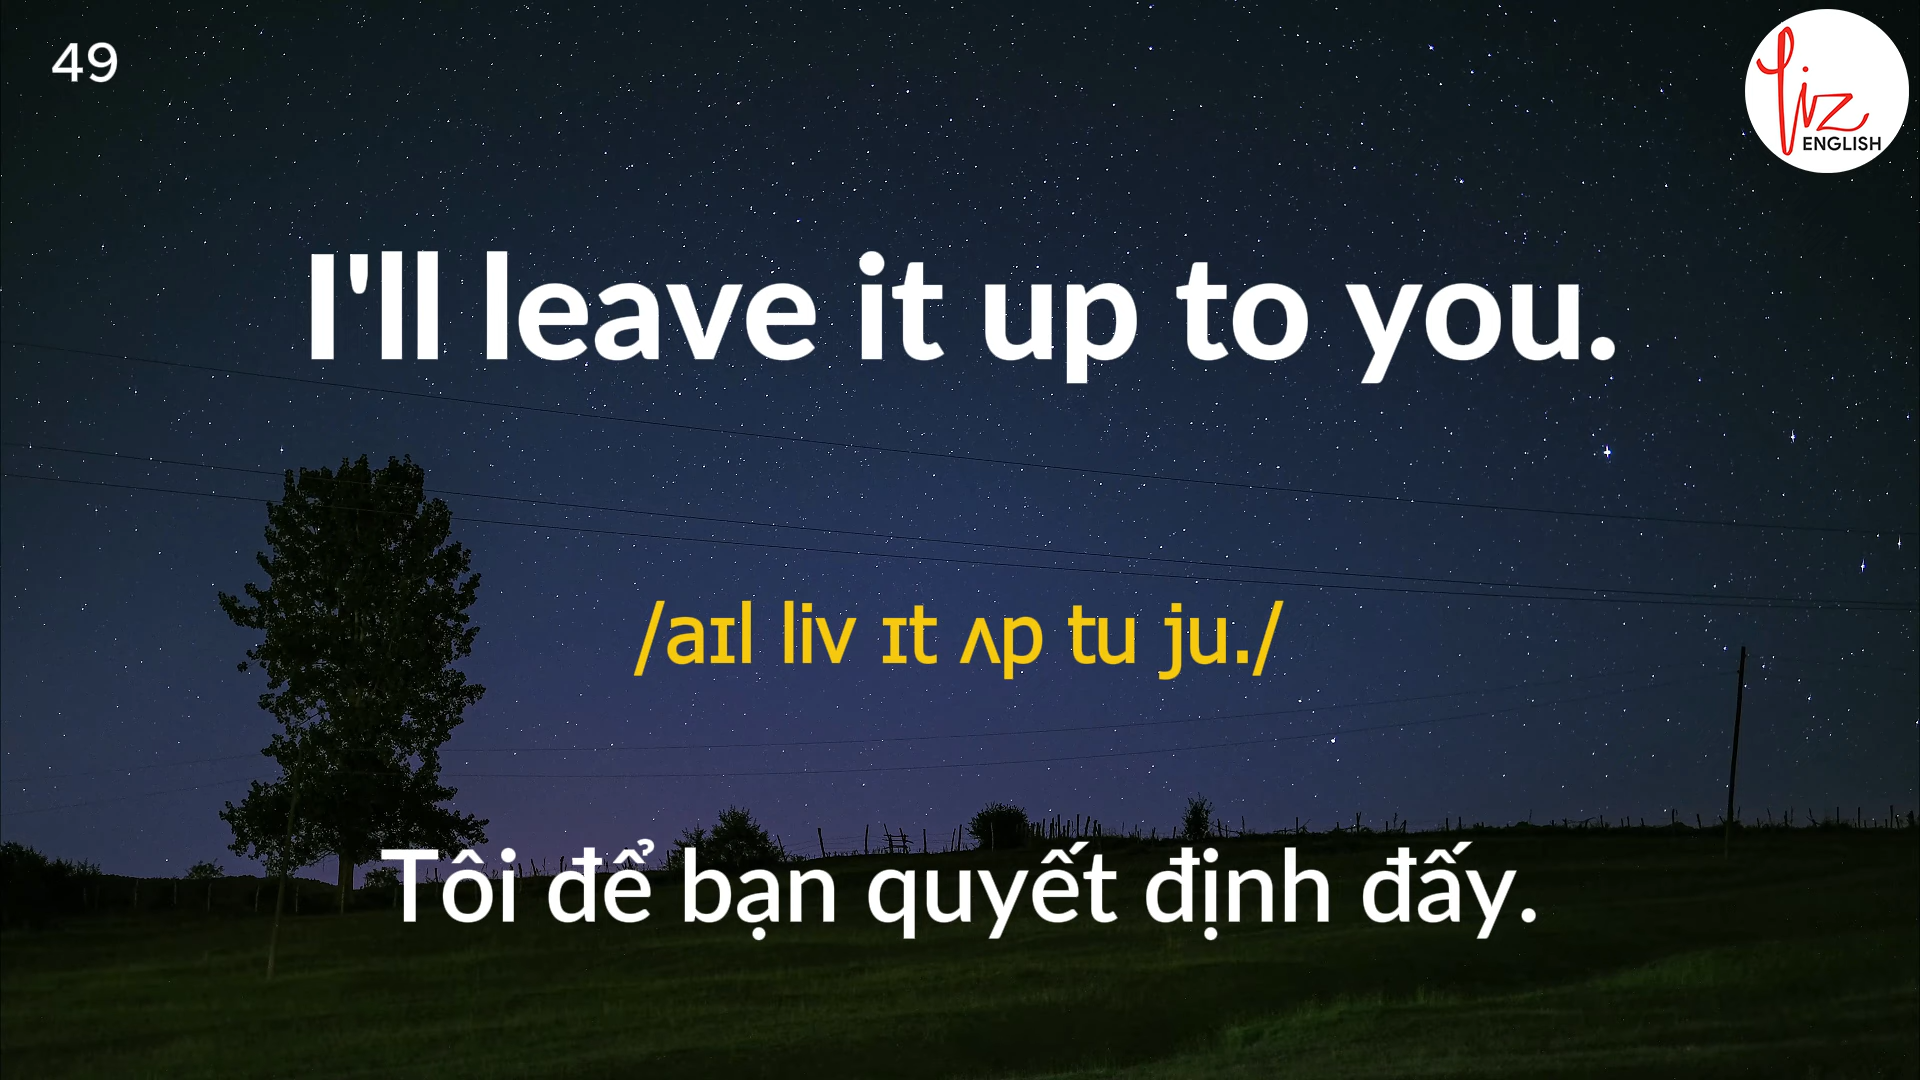 49
Liz
ENGLISH
I'll leave it up to you.
/aɪl liv ɪt ʌp tu ju./
Tôi để bạn quyết định đấy.